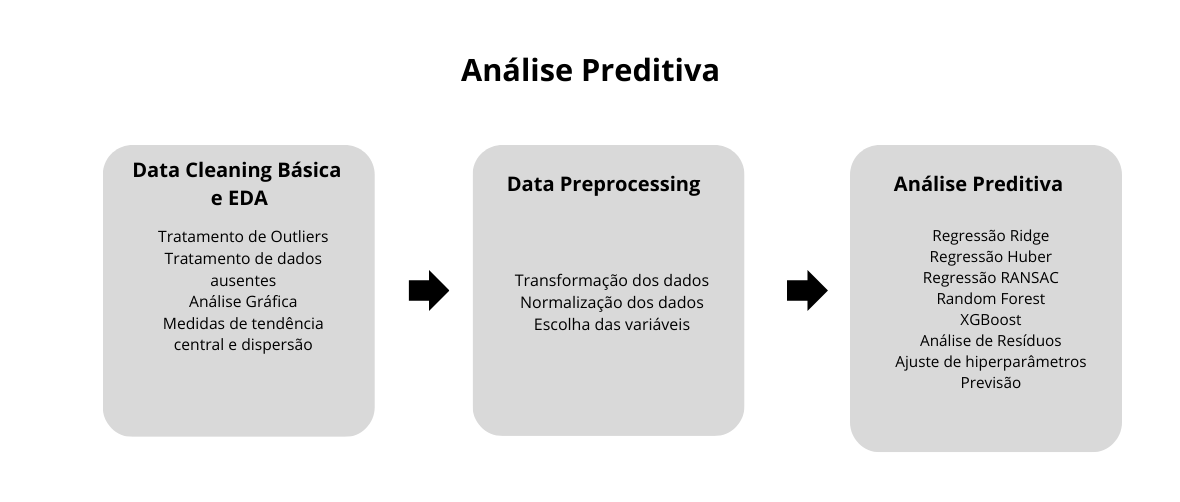 Análise Preditiva
Data Cleaning Básica
e EDA
Tratamento de Outliers
Tratamento de dados
ausentes
Análise Gráfica
Medidas de tendência
central e dispersão
Data Preprocessing
Transformação dos dados
Normalização dos dados
Escolha das variáveis
Análise Preditiva
Regressão Ridge
Regressão Huber
Regressão RANSAC
Random Forest
XGBoost
Análise de Resíduos
Ajuste de hiperparâmetros
Previsão